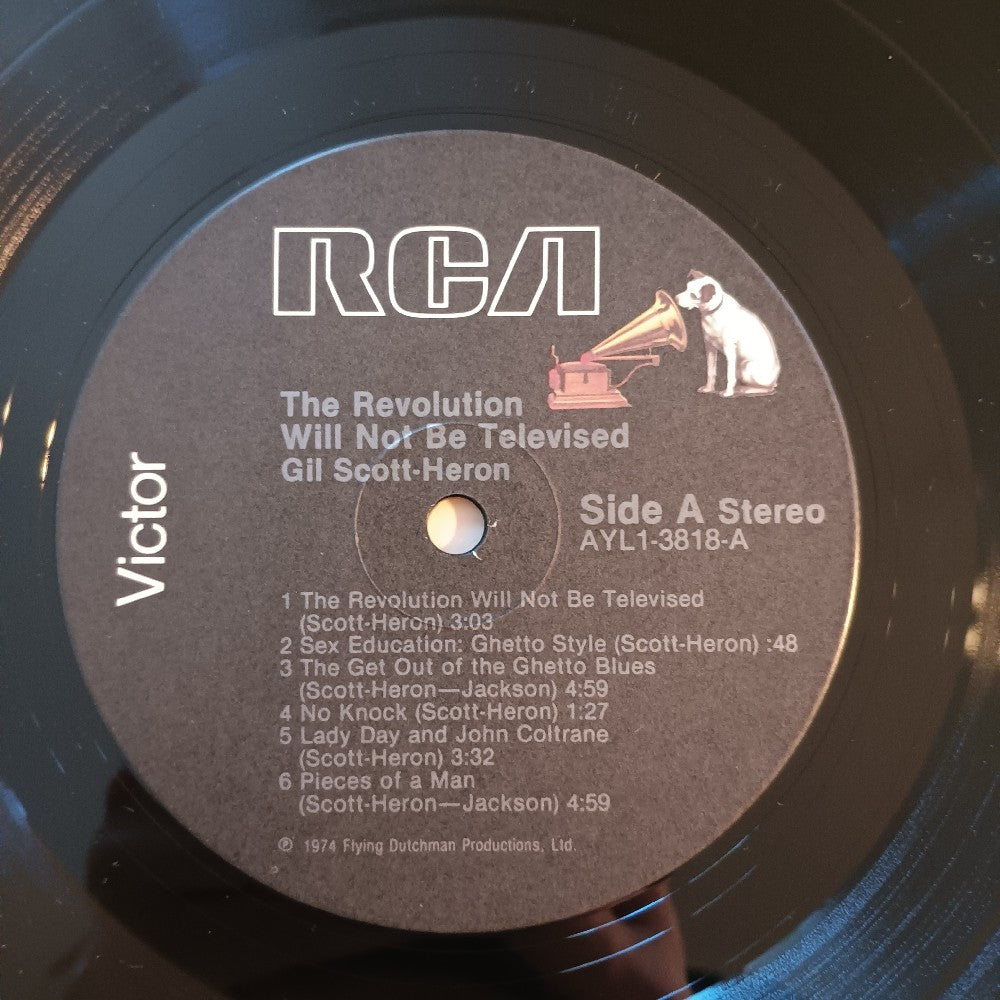 RCA
Victor
The Revolution
Will Not Be Televised
Gil Scott-Heron
Side A Stereo
AYL1-3818-A
1 The Revolution Will Not Be Televised
(Scott-Heron) 3:03
2 Sex Education: Ghetto Style (Scott-Heron) :48
3 The Get Out of the Ghetto Blues
(Scott-Heron—Jackson) 4:59
4 No Knock (Scott-Heron) 1:27
5 Lady Day and John Coltrane
(Scott-Heron) 3:32
6 Pieces of a Man
(Scott-Heron—Jackson) 4:59
℗ 1974 Flying Dutchman Productions, Ltd.